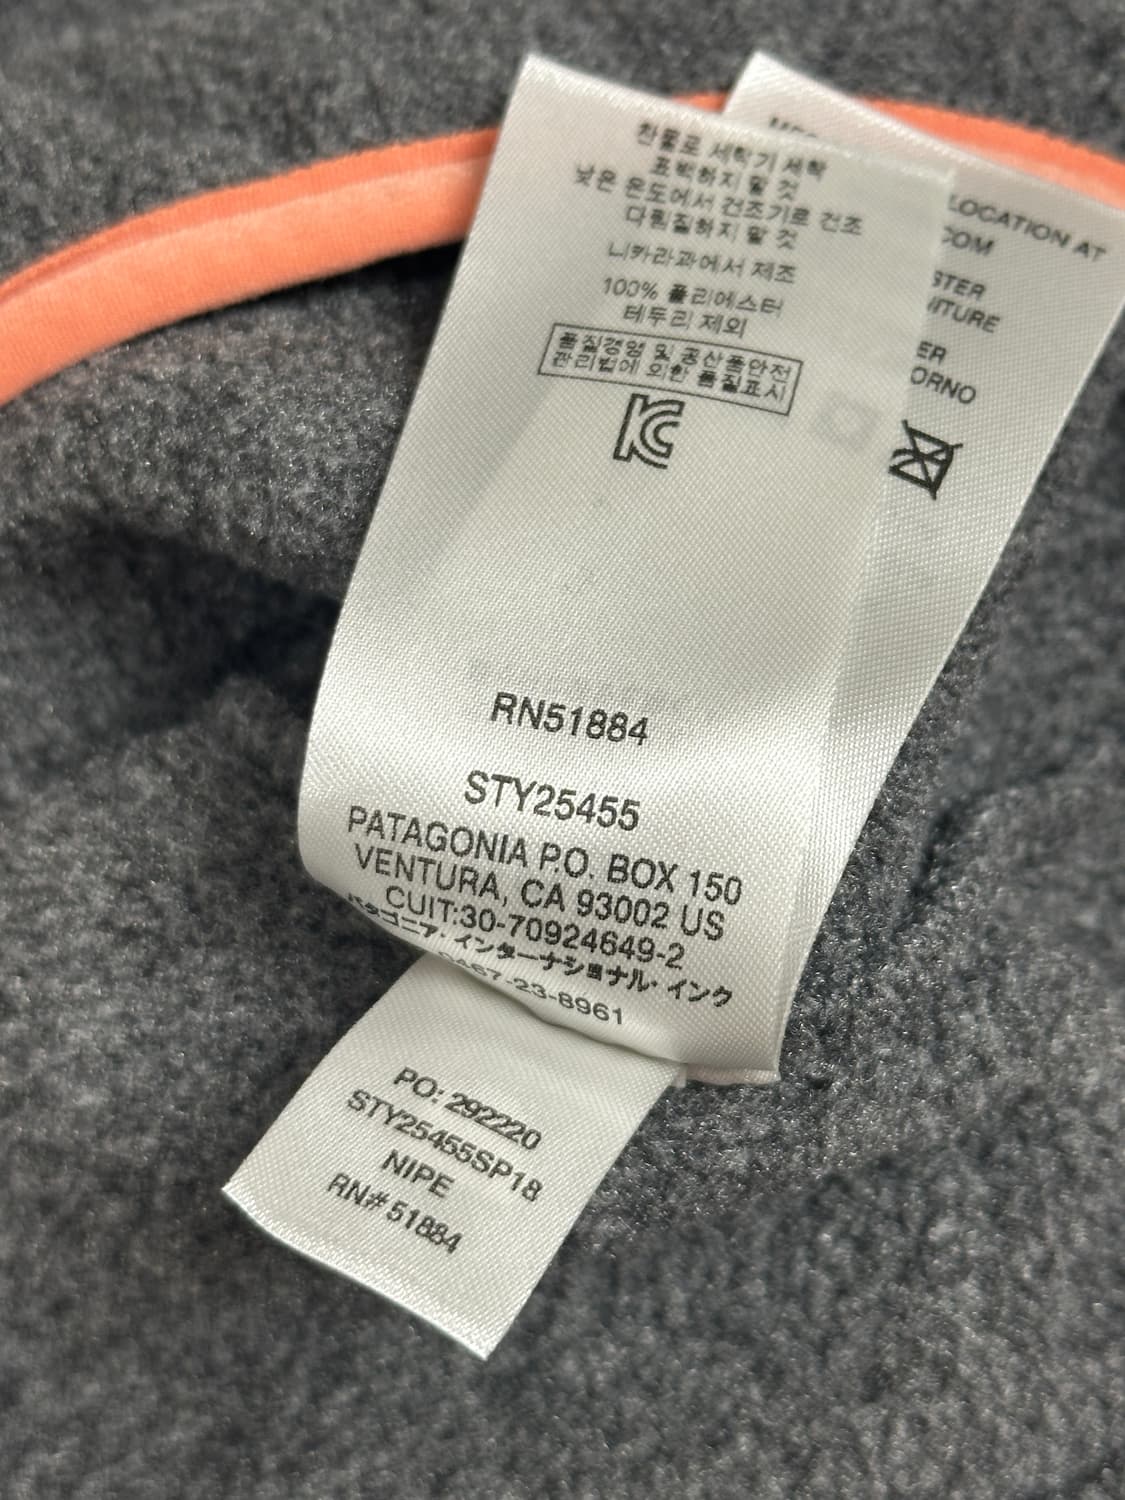 찬물로 세탁기 세탁
표백하지 말 것
낮은 온도에서 건조기로 건조
다림질하지 말 것
니카라과에서 제조
100% 폴리에스터
테두리 제외
품질경영 및 공산품안전
관리법에 의한 품질표시
KC
RN51884
STY25455
PATAGONIA P.O. BOX 150
VENTURA, CA 93002 US
CUIT:30-70924649-2
パタゴニア・インターナショナル・インク
0467-23-8961
PO: 292220
STY25455SP18
NIPE
RN# 51884
LOCATION AT
COM